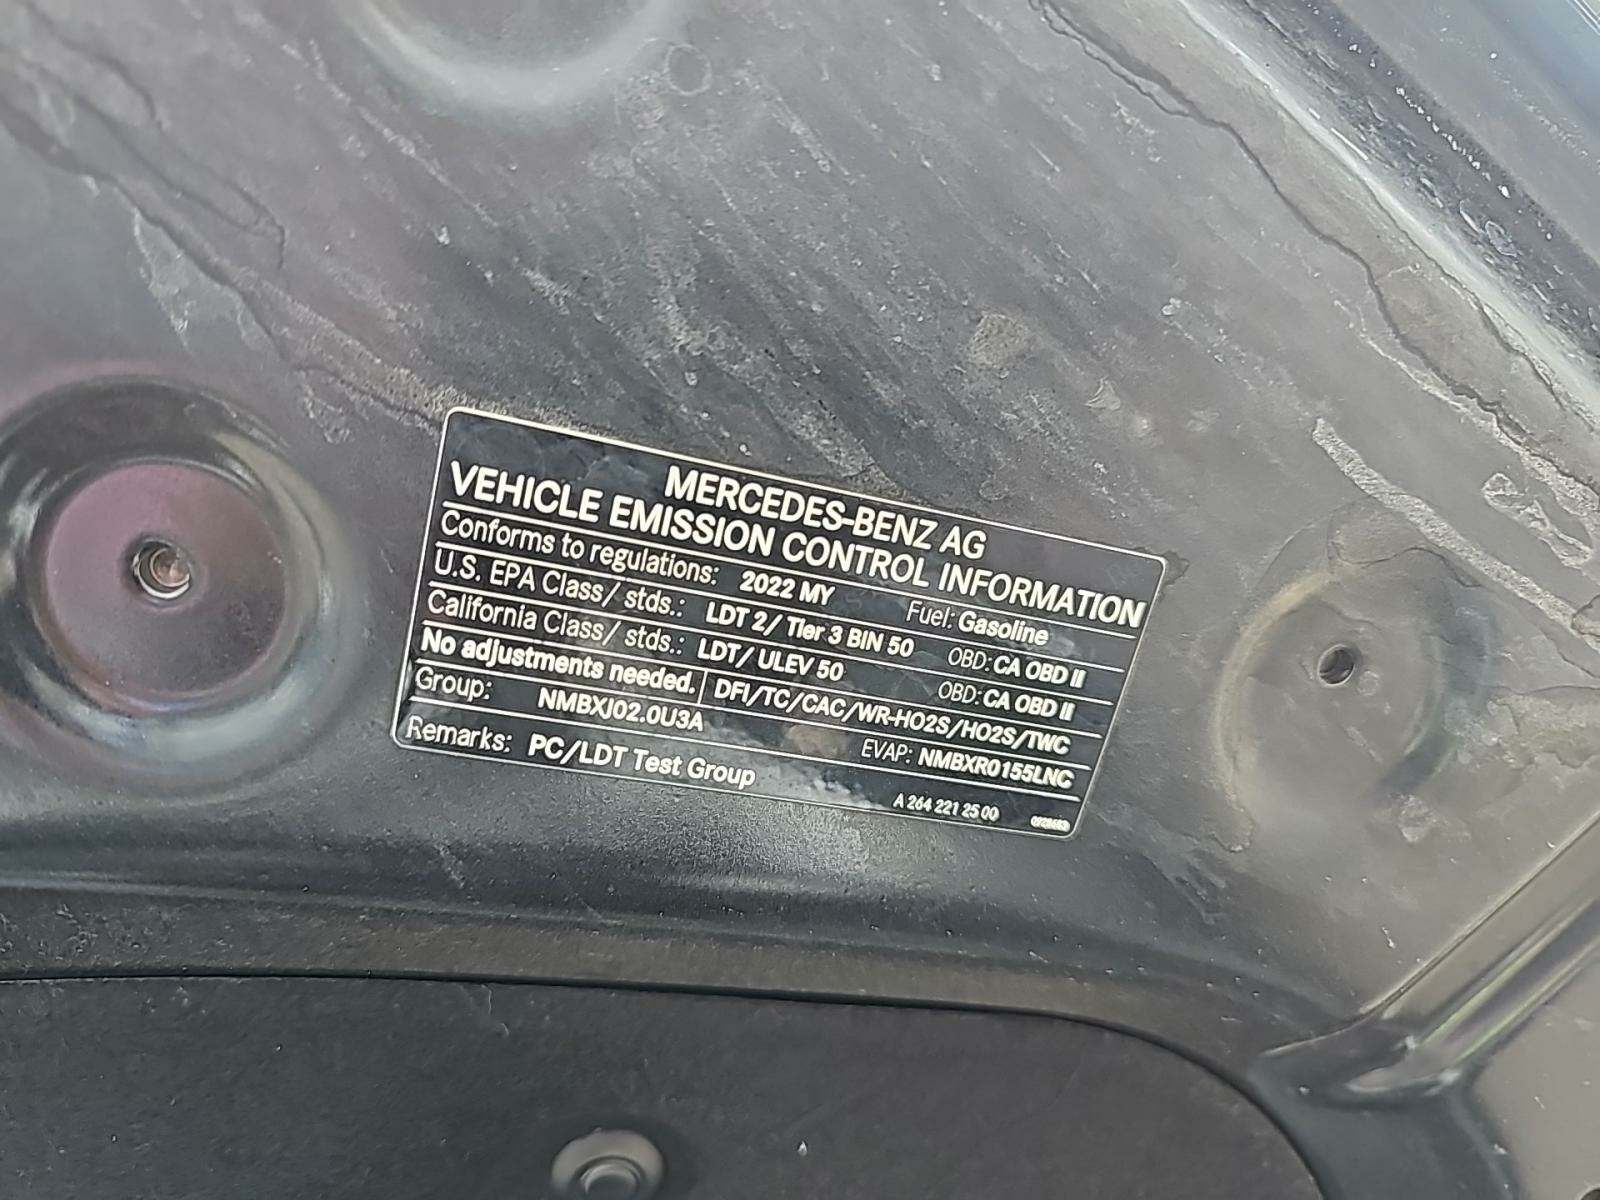 MERCEDES-BENZ AG
VEHICLE EMISSION CONTROL INFORMATION
Conforms to regulations: 2022 MY Fuel: Gasoline
U.S. EPA Class/ stds.: LDT 2/ Tier 3 BIN 50 OBD: CA OBD II
California Class/ stds.: LDT/ ULEV 50 OBD: CA OBD II
No adjustments needed. DFI/TC/CAC/WR-HO2S/HO2S/TWC
Group: NMBXJ02.0U3A EVAP: NMBXR0155LNC
Remarks: PC/LDT Test Group
A 264 221 25 00